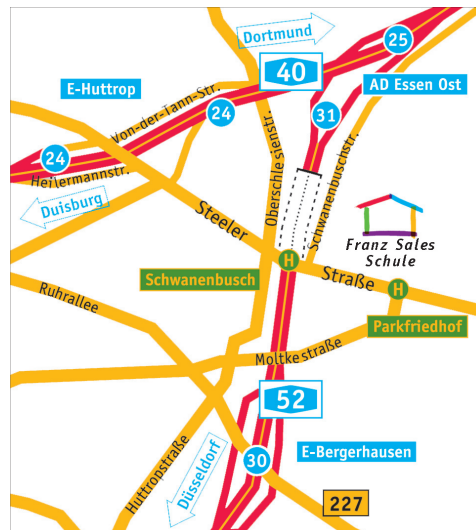 Dortmund
25
40
E-Huttrop
AD Essen Ost
Von-der-Tann-Str.
24
31
24
Heilermannstr.
Oberschlesienstr.
Schwanenbuschstr.
Duisburg
Steeler
Franz Sales
Schule
H
Straße
Schwanenbusch
H
Ruhrallee
Parkfriedhof
Moltkestraße
52
Huttropstraße
Düsseldorf
E-Bergerhausen
30
227